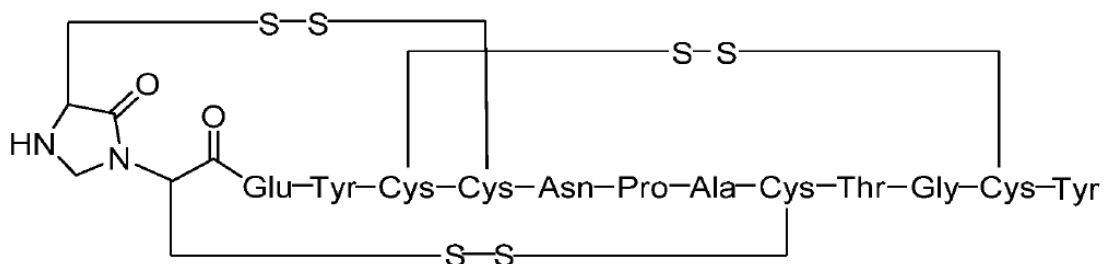 S–S
S–S
O
O
HN
N
Glu–Tyr–Cys–Cys–Asn–Pro–Ala–Cys–Thr–Gly–Cys–Tyr
S–S